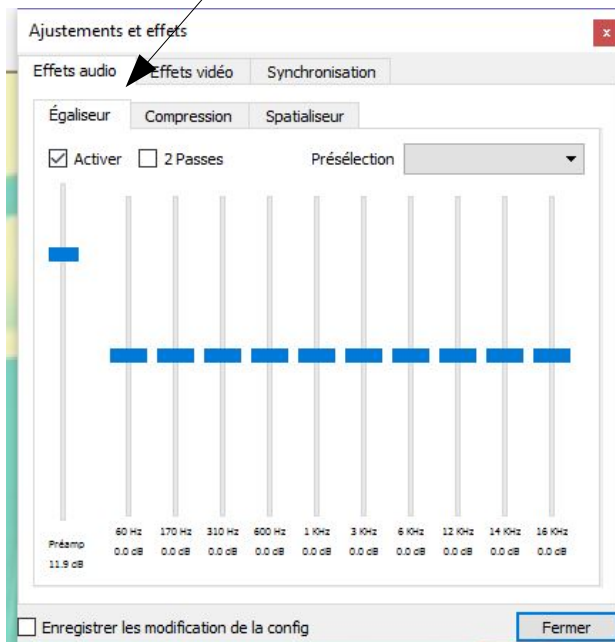 Ajustements et effets
x
Effets audio Effets vidéo Synchronisation
Égaliseur Compression Spatialiseur
Activer 2 Passes Présélection
60 Hz 170 Hz 310 Hz 600 Hz 1 KHz 3 KHz 6 KHz 12 KHz 14 KHz 16 KHz
Préamp 0.0 dB 0.0 dB 0.0 dB 0.0 dB 0.0 dB 0.0 dB 0.0 dB 0.0 dB 0.0 dB 0.0 dB
11.9 dB
Enregistrer les modification de la config Fermer